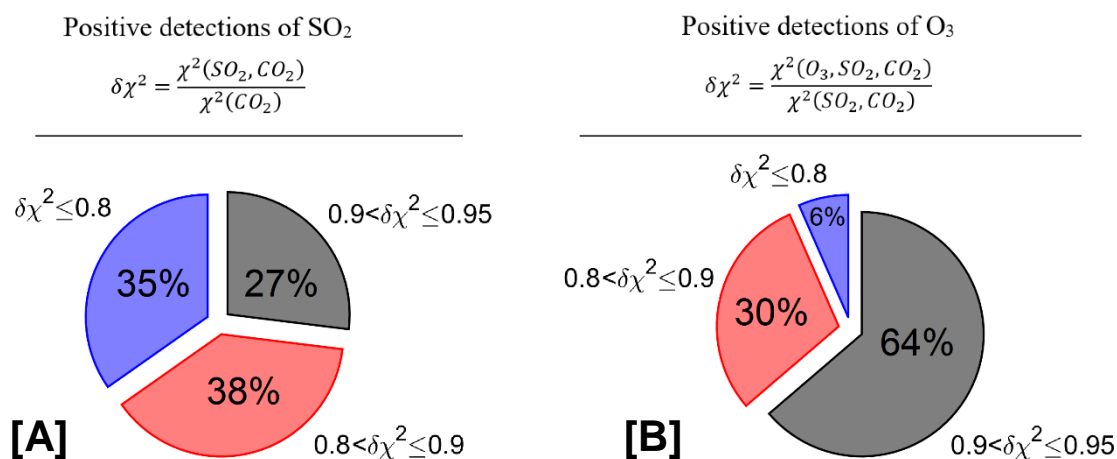 Positive detections of SO₂
δχ² = χ²(SO₂, CO₂) / χ²(CO₂)
δχ²≤0.8
0.9<δχ²≤0.95
35%
27%
38%
0.8<δχ²≤0.9
[A]
Positive detections of O₃
δχ² = χ²(O₃, SO₂, CO₂) / χ²(SO₂, CO₂)
δχ²≤0.8
6%
0.8<δχ²≤0.9
30%
64%
0.9<δχ²≤0.95
[B]